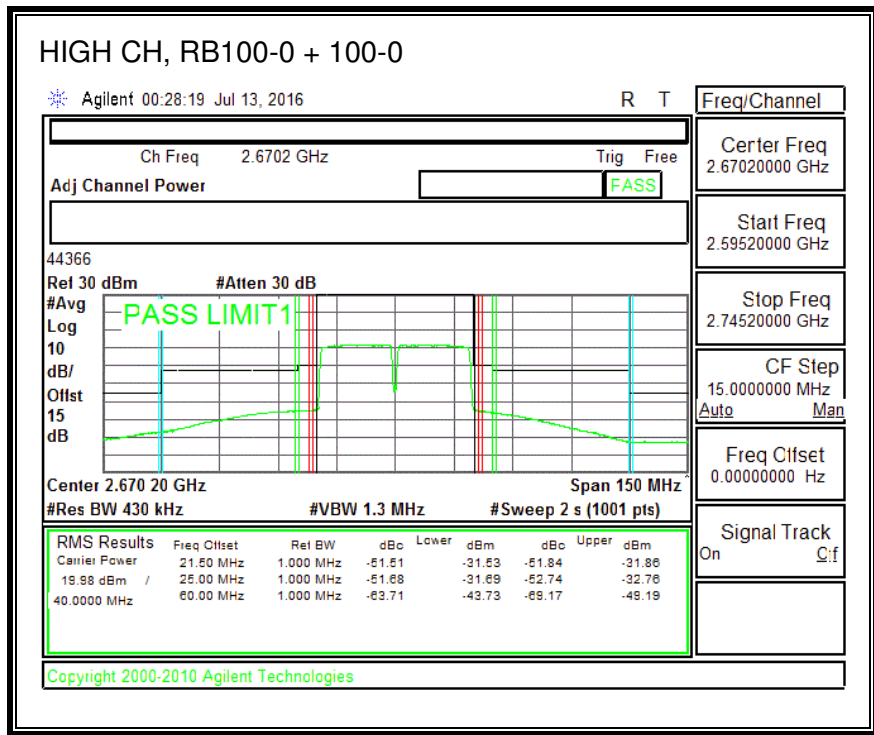 HIGH CH, RB100-0 + 100-0
Agilent 00:28:19 Jul 13, 2016 R T
Freq/Channel
Ch Freq 2.6702 GHz Trig Free
Adj Channel Power PASS
44366
Ref 30 dBm #Atten 30 dB
#Avg
Log
10
dB/
Offst
15
dB
PASS LIMIT1
Center 2.670 20 GHz Span 150 MHz
#Res BW 430 kHz #VBW 1.3 MHz #Sweep 2 s (1001 pts)
RMS Results Freq Offset Ref BW dBc Lower dBm dBc Upper dBm
Carrier Power 21.50 MHz 1.000 MHz -51.51 -31.53 -51.84 -31.86
19.98 dBm / 25.00 MHz 1.000 MHz -51.68 -31.69 -52.74 -32.76
40.0000 MHz 60.00 MHz 1.000 MHz -63.71 -43.73 -69.17 -49.19
Center Freq
2.67020000 GHz
Start Freq
2.59520000 GHz
Stop Freq
2.74520000 GHz
CF Step
15.0000000 MHz
Auto Man
Freq Offset
0.00000000 Hz
Signal Track
On Off
Copyright 2000-2010 Agilent Technologies